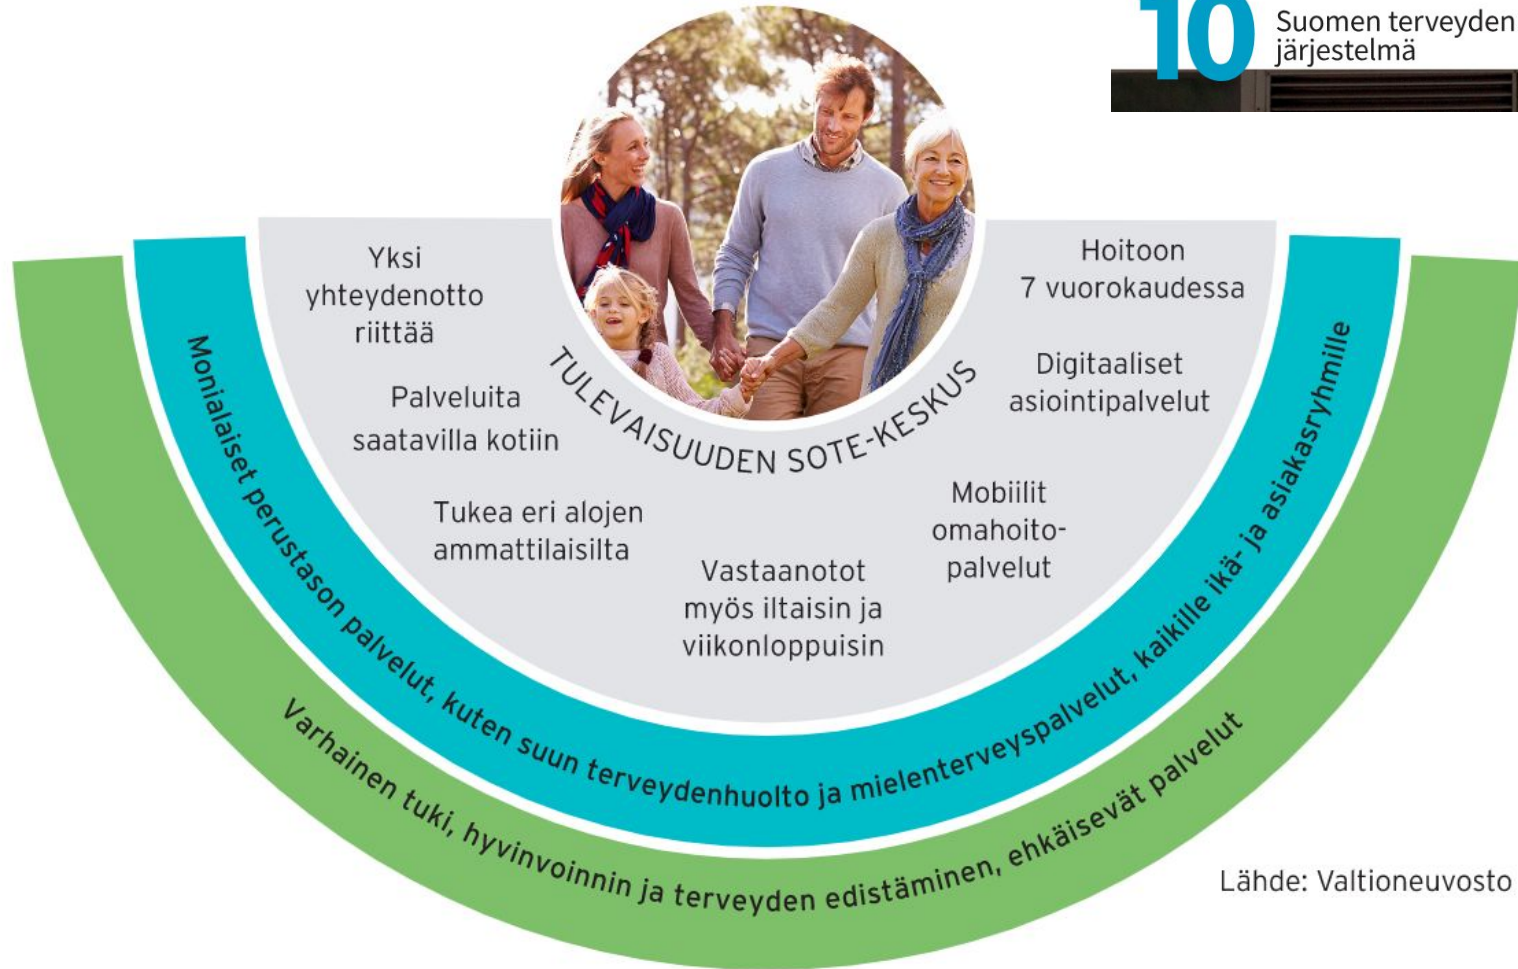 10
Suomen terveyden
järjestelmä
Yksi
yhteydenotto
riittää
Palveluita
saatavilla kotiin
Tukea eri alojen
ammattilaisilta
Vastaanotot
myös iltaisin ja
viikonloppuisin
Mobiilit
omahoito-
palvelut
Digitaaliset
asiointipalvelut
Hoitoon
7 vuorokaudessa
TULEVAISUUDEN SOTE-KESKUS
Monialaiset perustason palvelut, kuten suun terveydenhuolto ja mielenterveyspalvelut, kaikille ikä- ja asiakasryhmille
Varhainen tuki, hyvinvoinnin ja terveyden edistäminen, ehkäisevät palvelut
Lähde: Valtioneuvosto